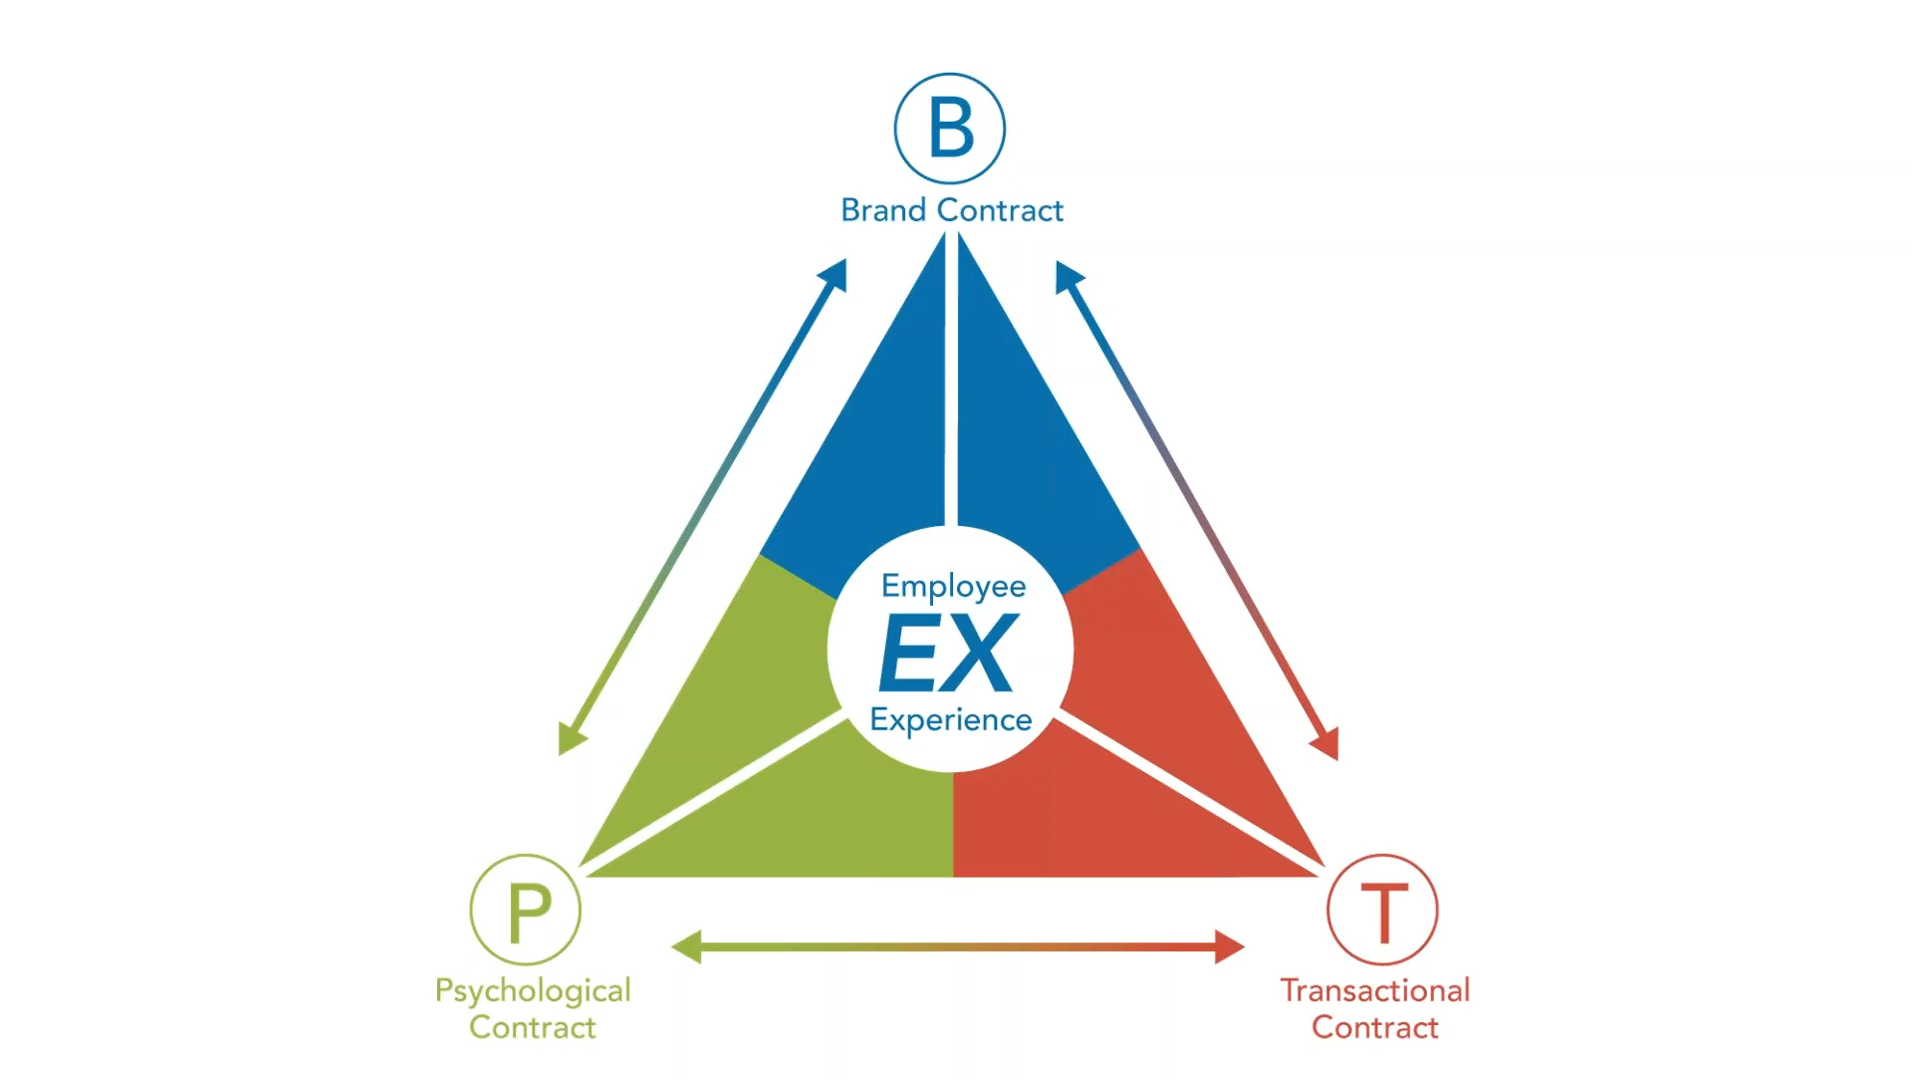 B
Brand Contract
Employee
EX
Experience
P
Psychological
Contract
T
Transactional
Contract